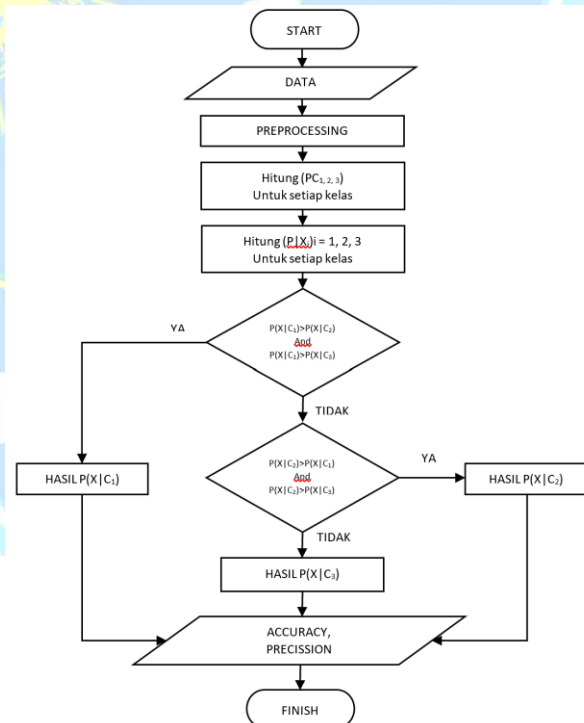 START
DATA
PREPROCESSING
Hitung (PC₁, ₂, ₃)
Untuk setiap kelas
Hitung (P|Xᵢ)i = 1, 2, 3
Untuk setiap kelas
P(X|C₁)>P(X|C₂)
And
P(X|C₁)>P(X|C₃)
YA
TIDAK
HASIL P(X|C₁)
P(X|C₂)>P(X|C₁)
And
P(X|C₂)>P(X|C₃)
YA
HASIL P(X|C₂)
TIDAK
HASIL P(X|C₃)
ACCURACY,
PRECISSION
FINISH